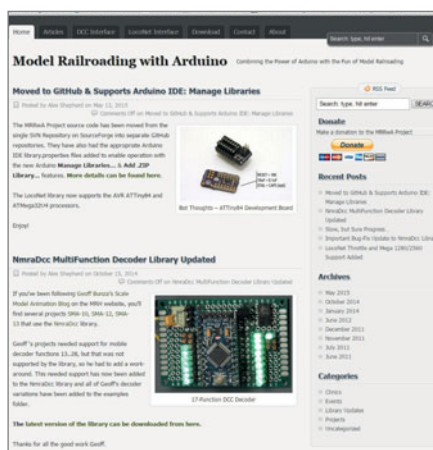 Home Articles DCC Interface LocoNet Interface Download Contact About
Search: type, hit enter
Model Railroading with Arduino
Combining the Power of Arduino with the Fun of Model Railroading
Moved to GitHub & Supports Arduino IDE: Manage Libraries
Posted by Alex Shepherd on May 13, 2015
Comments Off on Moved to GitHub & Supports Arduino IDE: Manage Libraries
The MRRwA Project source code has been moved from the
single SVN Repository on SourceForge into separate GitHub
repositories. They have also had the appropriate Arduino
IDE library.properties files added to enable operation with
the new Arduino Manage Libraries... & Add .ZIP
Library... features. More details can be found here.
The LocoNet library now supports the AVR ATTiny84 and
ATMega32U4 processors.
Enjoy!
Bot Thoughts – ATTiny84 Development Board
NmraDcc MultiFunction Decoder Library Updated
Posted by Alex Shepherd on October 15, 2014
Comments Off on NmraDcc MultiFunction Decoder Library Updated
If you've been following Geoff Bunza's Scale
Model Animation Blog on the MRH website, you'll
find several projects SMA-10, SMA-12, SMA-
13 that use the NmraDcc library.
Geoff's projects needed support for mobile
decoder functions 13..28, but that was not
supported by the library, so he had to add a work-
around. This needed support has now been added
to the NmraDcc library and all of Geoff's decoder
variations have been added to the examples
folder.
17-Function DCC Decoder
The latest version of the library can be downloaded from here.
Thanks for all the good work Geoff.
RSS Feed
Search: type, hit enter SEARC
Donate
Make a donation to the MRRwA Project
Donate
Recent Posts
Moved to GitHub & Supports Arduino IDE:
Manage Libraries
NmraDcc MultiFunction Decoder Library
Updated
Slow, but Sure Progress..
Important Bug-Fix Update to NmraDcc Libra
LocoNet Throttle and Mega 1280/2560
Support Added
Archives
May 2015
October 2014
January 2014
June 2012
December 2011
November 2011
July 2011
June 2011
Categories
Clinics
Events
Library Updates
Projects
Uncategorized